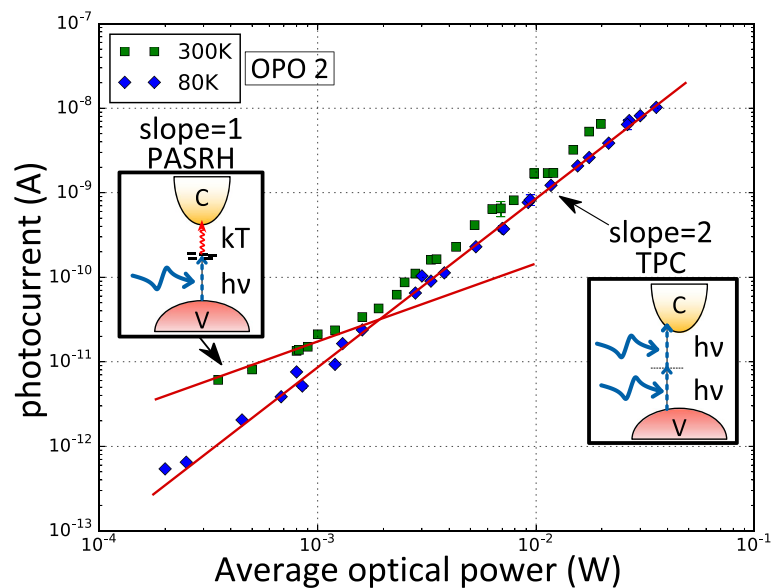 10⁻⁷
10⁻⁸
10⁻⁹
10⁻¹⁰
10⁻¹¹
10⁻¹²
10⁻¹³
photocurrent (A)
300K
80K
OPO 2
slope=1
PASRH
C
kT
hν
V
slope=2
TPC
C
hν
hν
V
10⁻⁴
10⁻³
10⁻²
10⁻¹
Average optical power (W)